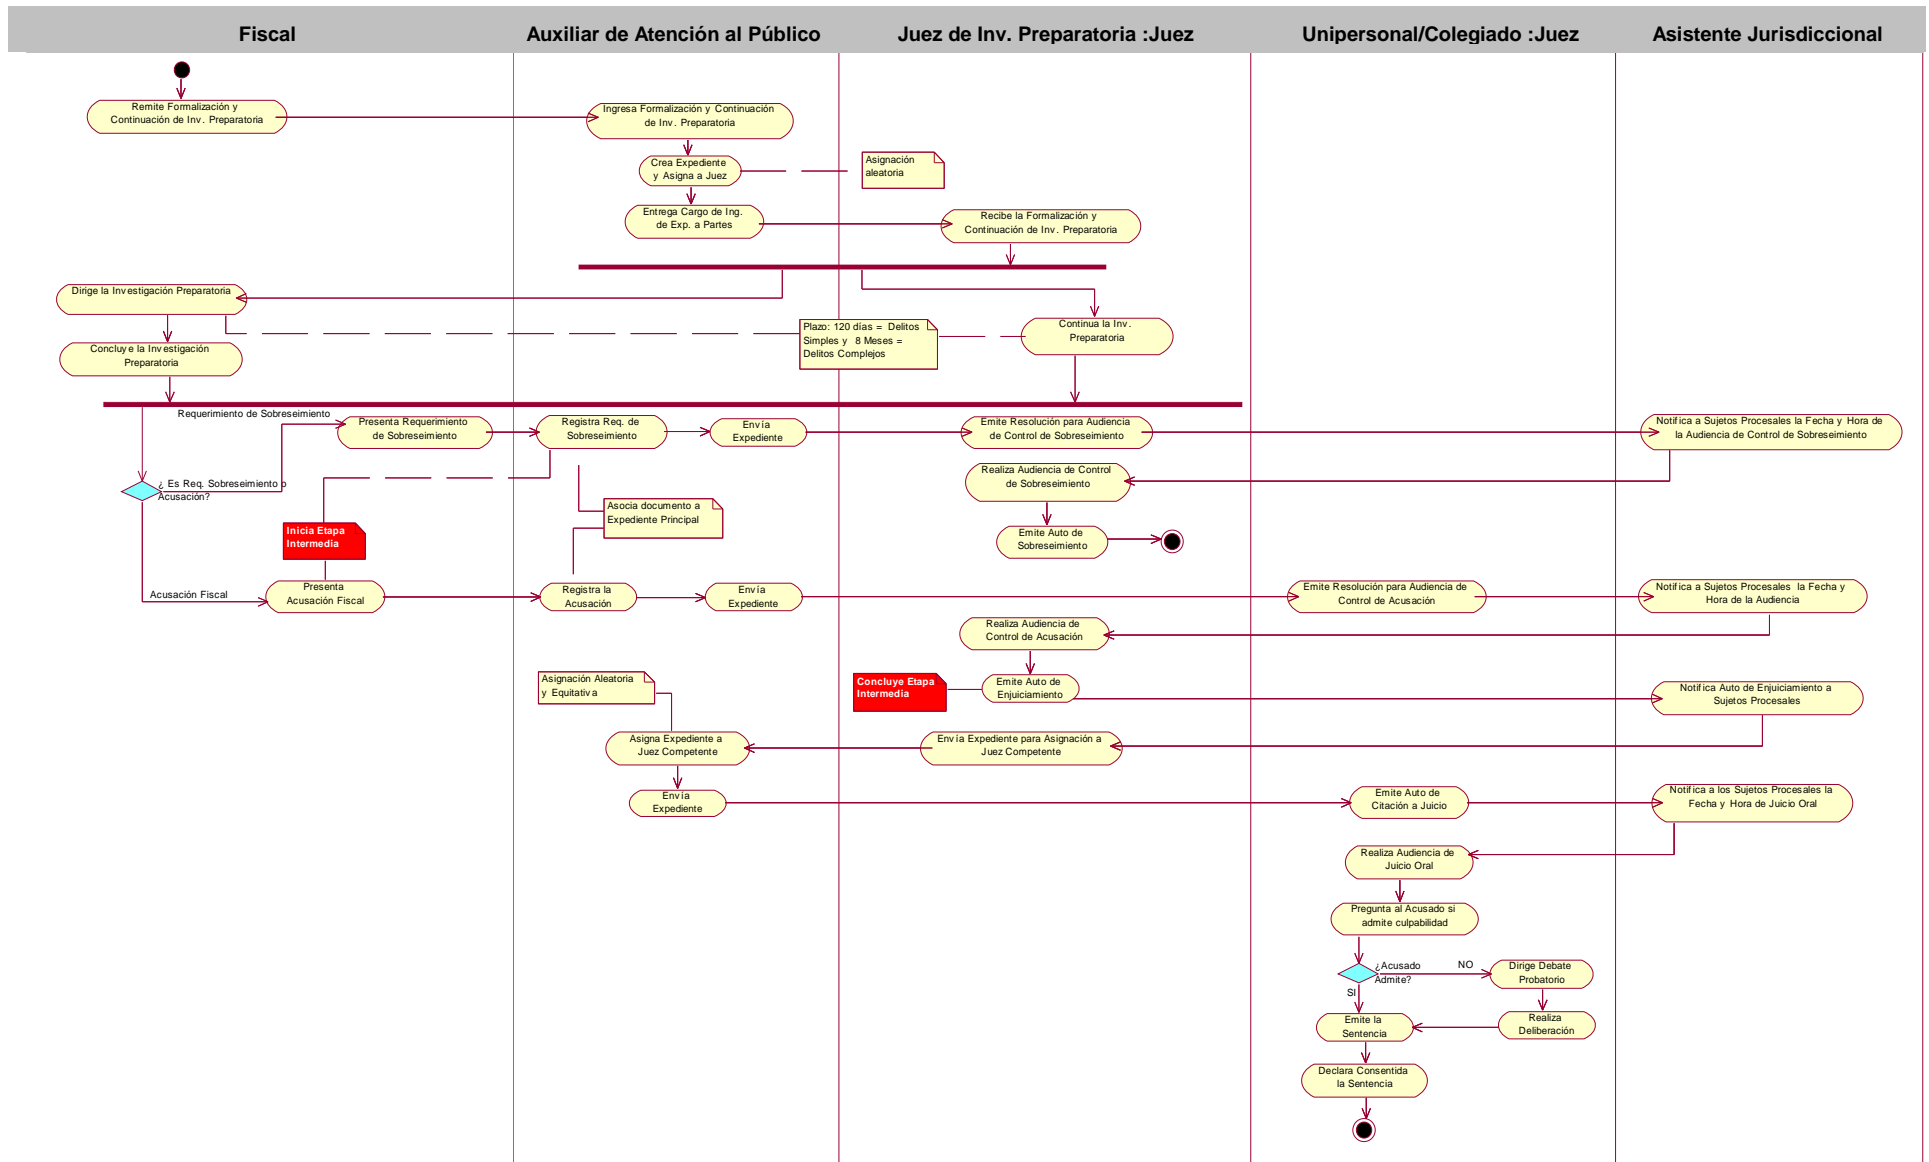 Fiscal
Auxiliar de Atención al Público
Juez de Inv. Preparatoria :Juez
Unipersonal/Colegiado :Juez
Asistente Jurisdiccional
Remite Formalización y
Continuación de Inv. Preparatoria
Ingresa Formalización y Continuación
de Inv. Preparatoria
Crea Expediente
y Asigna a Juez
Asignación
aleatoria
Entrega Cargo de Ing.
de Exp. a Partes
Recibe la Formalización y
Continuación de Inv. Preparatoria
Dirige la Investigación Preparatoria
Plazo: 120 días = Delitos
Simples y 8 Meses =
Delitos Complejos
Continua la Inv.
Preparatoria
Concluye la Investigación
Preparatoria
Requerimiento de Sobreseimiento
Presenta Requerimiento
de Sobreseimiento
Registra Req. de
Sobreseimiento
Envía
Expediente
Emite Resolución para Audiencia
de Control de Sobreseimiento
Notifica a Sujetos Procesales la Fecha y Hora de
la Audiencia de Control de Sobreseimiento
¿ Es Req. Sobreseimiento o
Acusación?
Realiza Audiencia de Control
de Sobreseimiento
Asocia documento a
Expediente Principal
Inicia Etapa
Intermedia
Emite Auto de
Sobreseimiento
Acusación Fiscal
Presenta
Acusación Fiscal
Registra la
Acusación
Envía
Expediente
Emite Resolución para Audiencia de
Control de Acusación
Notifica a Sujetos Procesales la Fecha y
Hora de la Audiencia
Realiza Audiencia de
Control de Acusación
Asignación Aleatoria
y Equitativa
Concluye Etapa
Intermedia
Emite Auto de
Enjuiciamiento
Notifica Auto de Enjuiciamiento a
Sujetos Procesales
Asigna Expediente a
Juez Competente
Envía Expediente para Asignación a
Juez Competente
Envía
Expediente
Emite Auto de
Citación a Juicio
Notifica a los Sujetos Procesales la
Fecha y Hora de Juicio Oral
Realiza Audiencia de
Juicio Oral
Pregunta al Acusado si
admite culpabilidad
¿Acusado
Admite?
NO
Dirige Debate
Probatorio
SI
Emite la
Sentencia
Realiza
Deliberación
Declara Consentida
la Sentencia